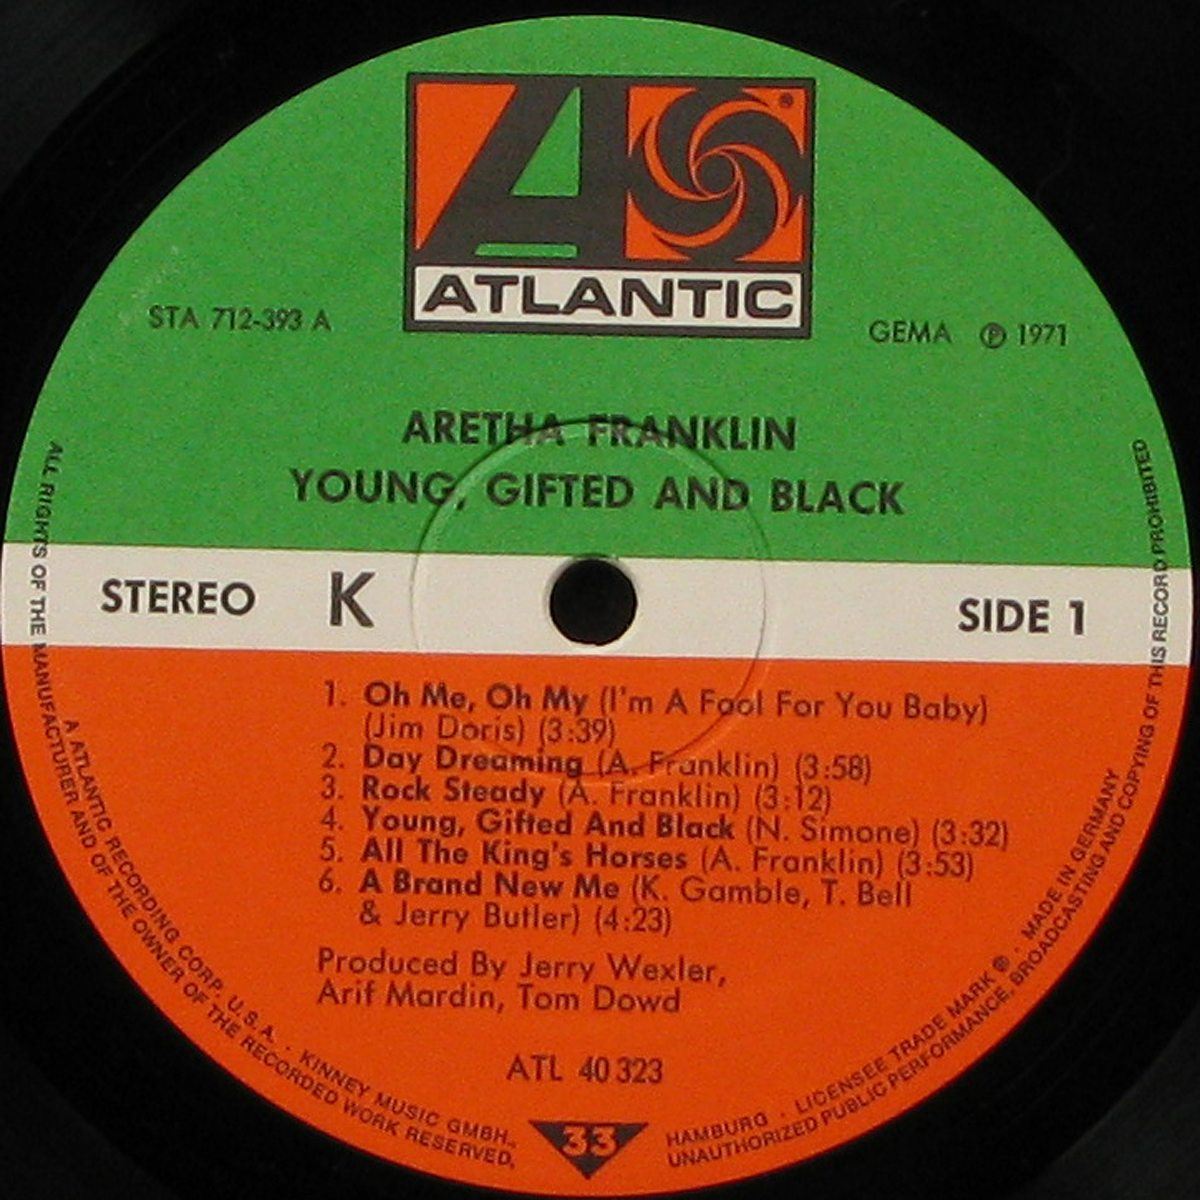 ATLANTIC
®
STA 712-393 A
GEMA ℗ 1971
ARETHA FRANKLIN
YOUNG, GIFTED AND BLACK
STEREO K
SIDE 1
1. Oh Me, Oh My (I'm A Fool For You Baby)
(Jim Doris) (3:39)
2. Day Dreaming (A. Franklin) (3:58)
3. Rock Steady (A. Franklin) (3:12)
4. Young, Gifted And Black (N. Simone) (3:32)
5. All The King's Horses (A. Franklin) (3:53)
6. A Brand New Me (K. Gamble, T. Bell
& Jerry Butler) (4:23)
Produced By Jerry Wexler,
Arif Mardin, Tom Dowd
ATL 40 323
33
A ATLANTIC RECORDING CORP. U.S.A. · KINNEY MUSIC GMBH., HAMBURG · LICENSEE TRADE MARK ® · MADE IN GERMANY
ALL RIGHTS OF THE MANUFACTURER AND OF THE OWNER OF THE RECORDED WORK RESERVED, UNAUTHORIZED PUBLIC PERFORMANCE, BROADCASTING AND COPYING OF THIS RECORD PROHIBITED